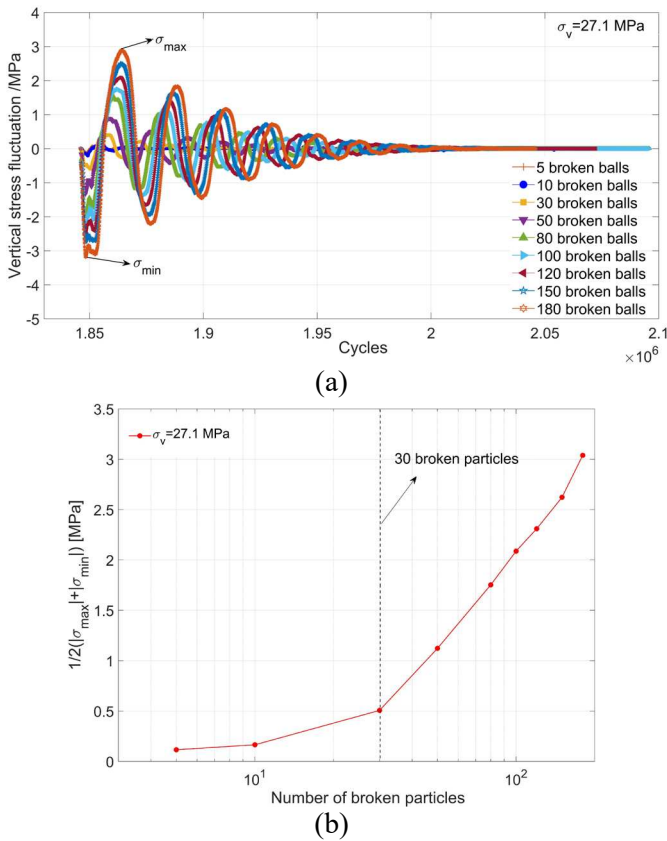 4
3
2
1
0
-1
-2
-3
-4
-5
Vertical stress fluctuation /MPa
σmax
σmin
σv=27.1 MPa
5 broken balls
10 broken balls
30 broken balls
50 broken balls
80 broken balls
100 broken balls
120 broken balls
150 broken balls
180 broken balls
1.85 1.9 1.95 2 2.05 2.1
Cycles
×10^6
(a)
3.5
3
2.5
2
1.5
1
0.5
0
1/2(|σmax|+|σmin|) [MPa]
σv=27.1 MPa
30 broken particles
10^1 10^2
Number of broken particles
(b)